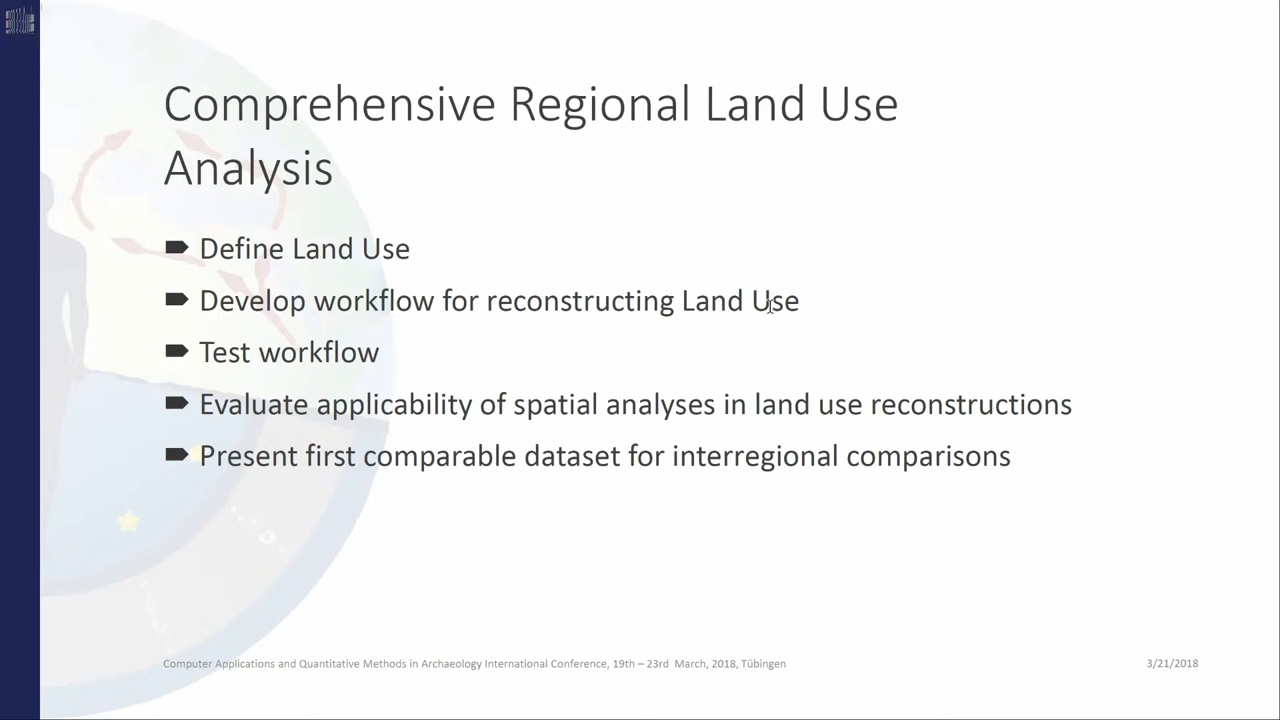 Comprehensive Regional Land Use
Analysis
Define Land Use
Develop workflow for reconstructing Land Use
Test workflow
Evaluate applicability of spatial analyses in land use reconstructions
Present first comparable dataset for interregional comparisons
Computer Applications and Quantitative Methods in Archaeology International Conference, 19th – 23rd March, 2018, Tübingen
3/21/2018